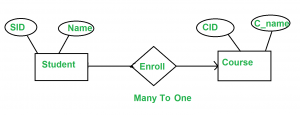 SID
Name
CID
C_name
Student
Enroll
Course
Many To One